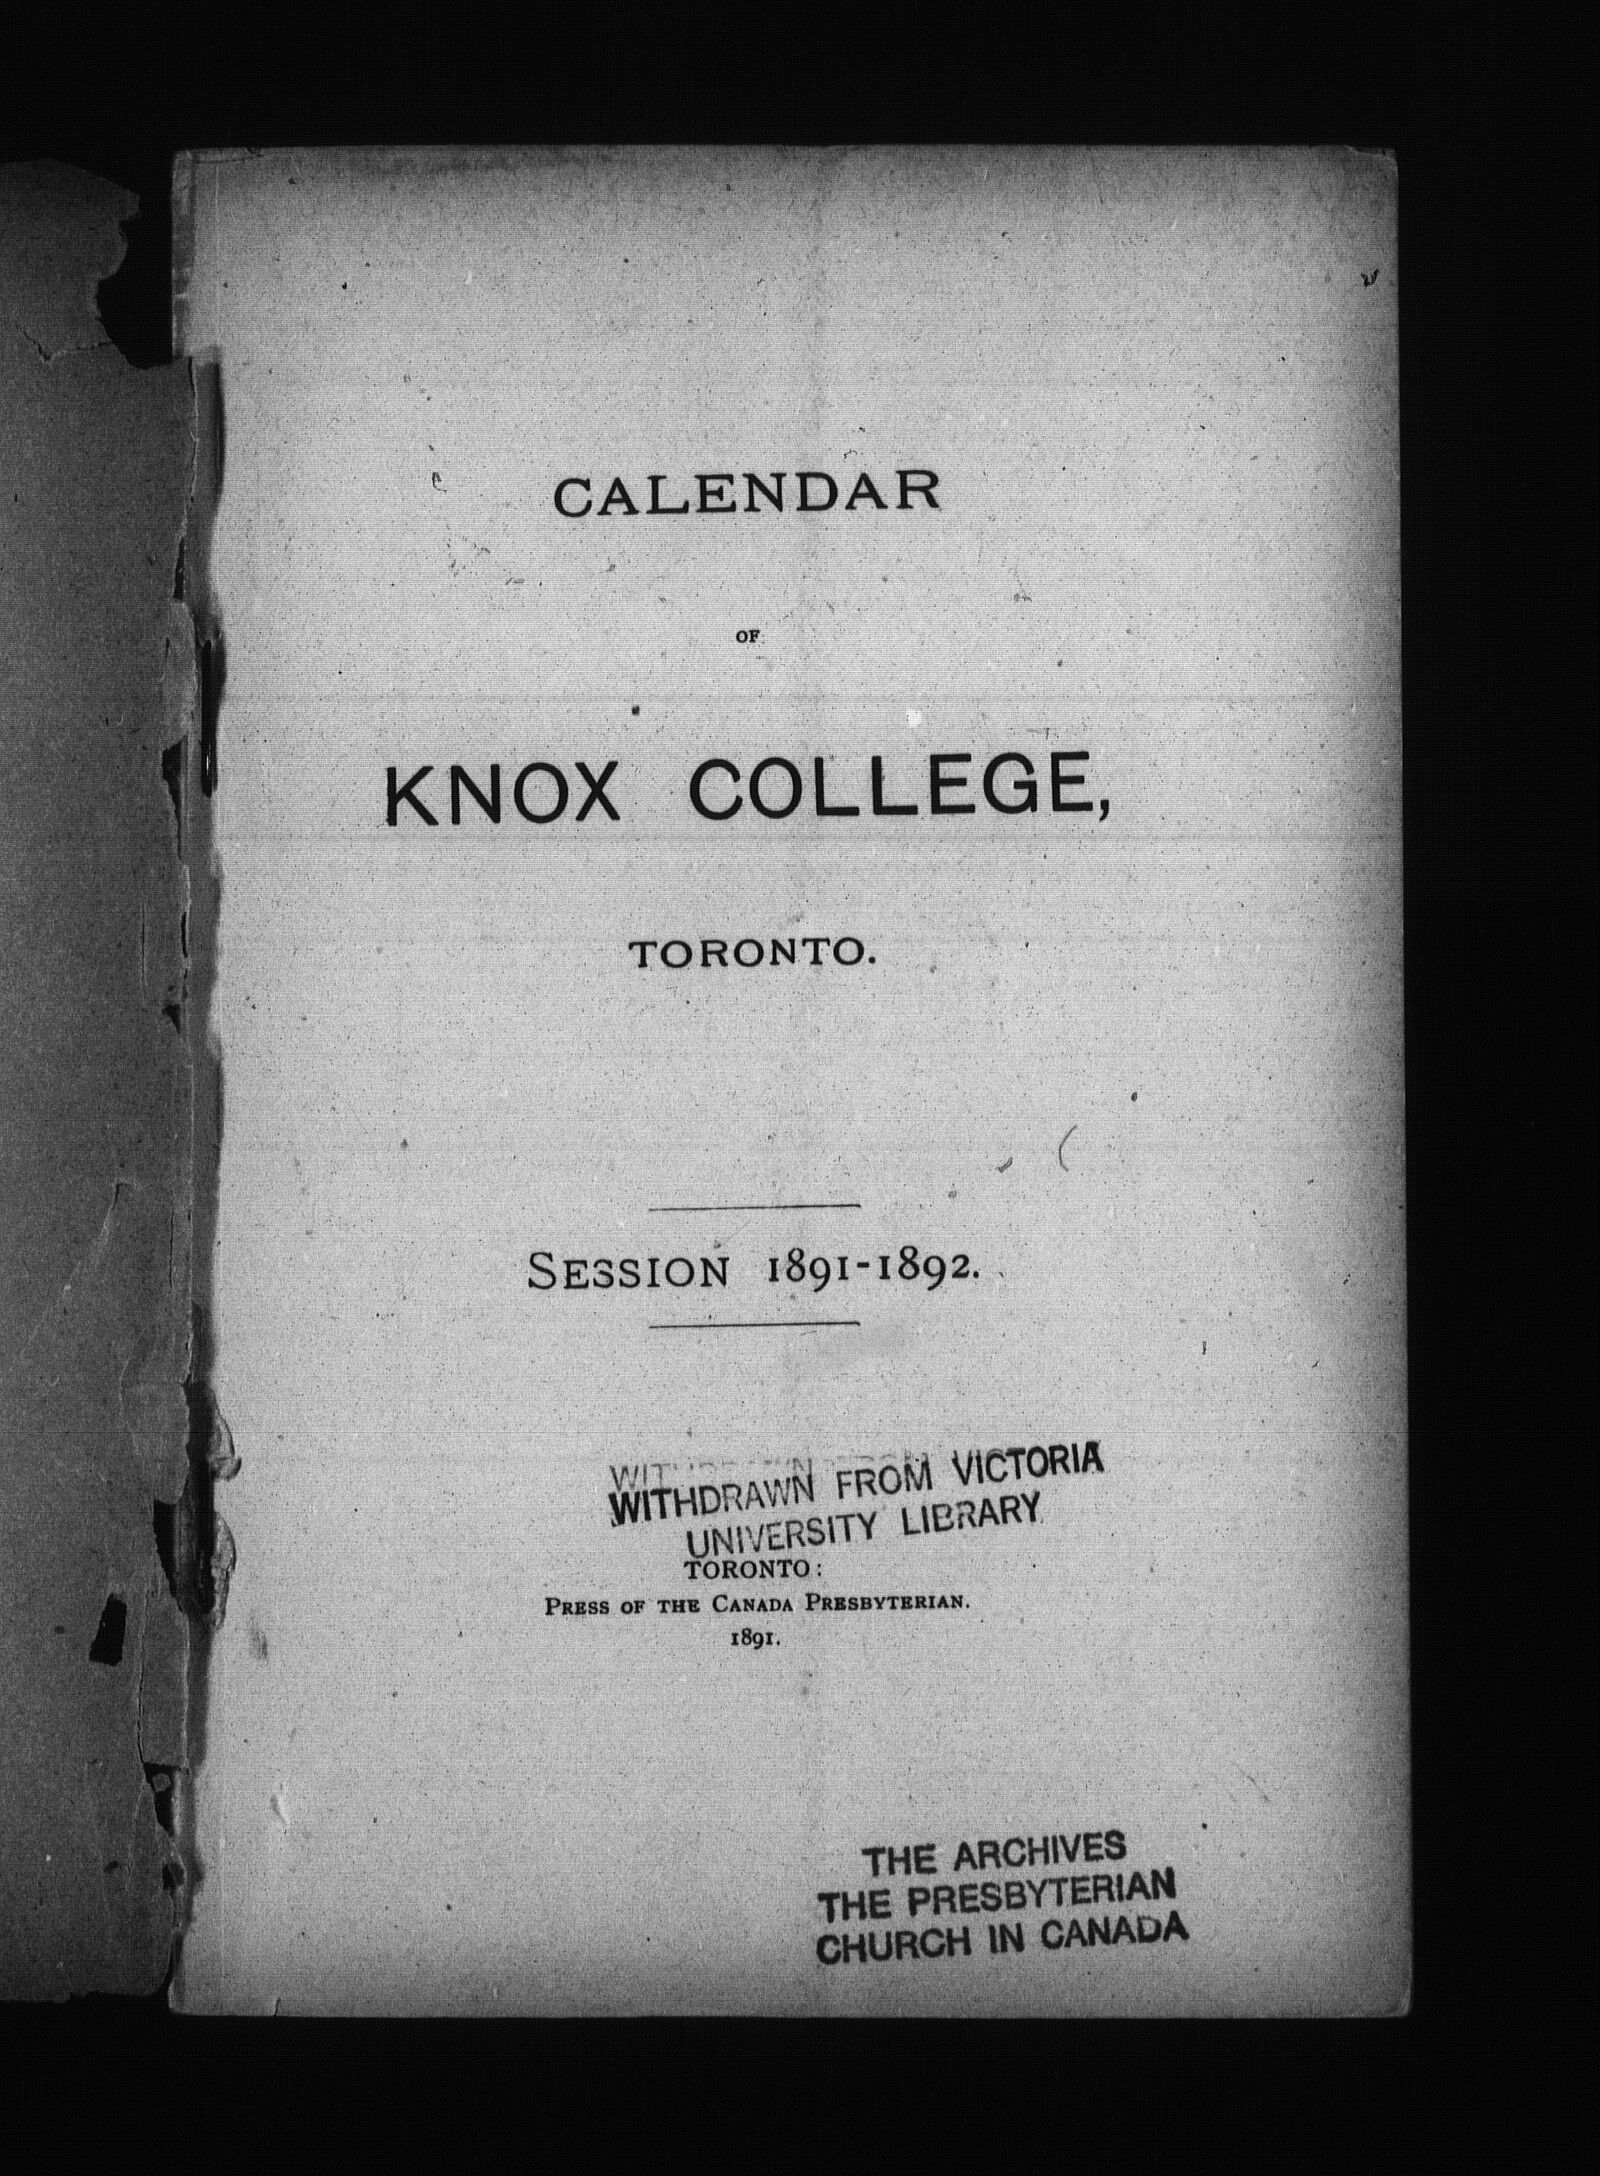 CALENDAR
OF
KNOX COLLEGE,
TORONTO.
SESSION 1891-1892.
WITHDRAWN FROM VICTORIA
UNIVERSITY LIBRARY
TORONTO:
PRESS OF THE CANADA PRESBYTERIAN.
1891.
THE ARCHIVES
THE PRESBYTERIAN
CHURCH IN CANADA